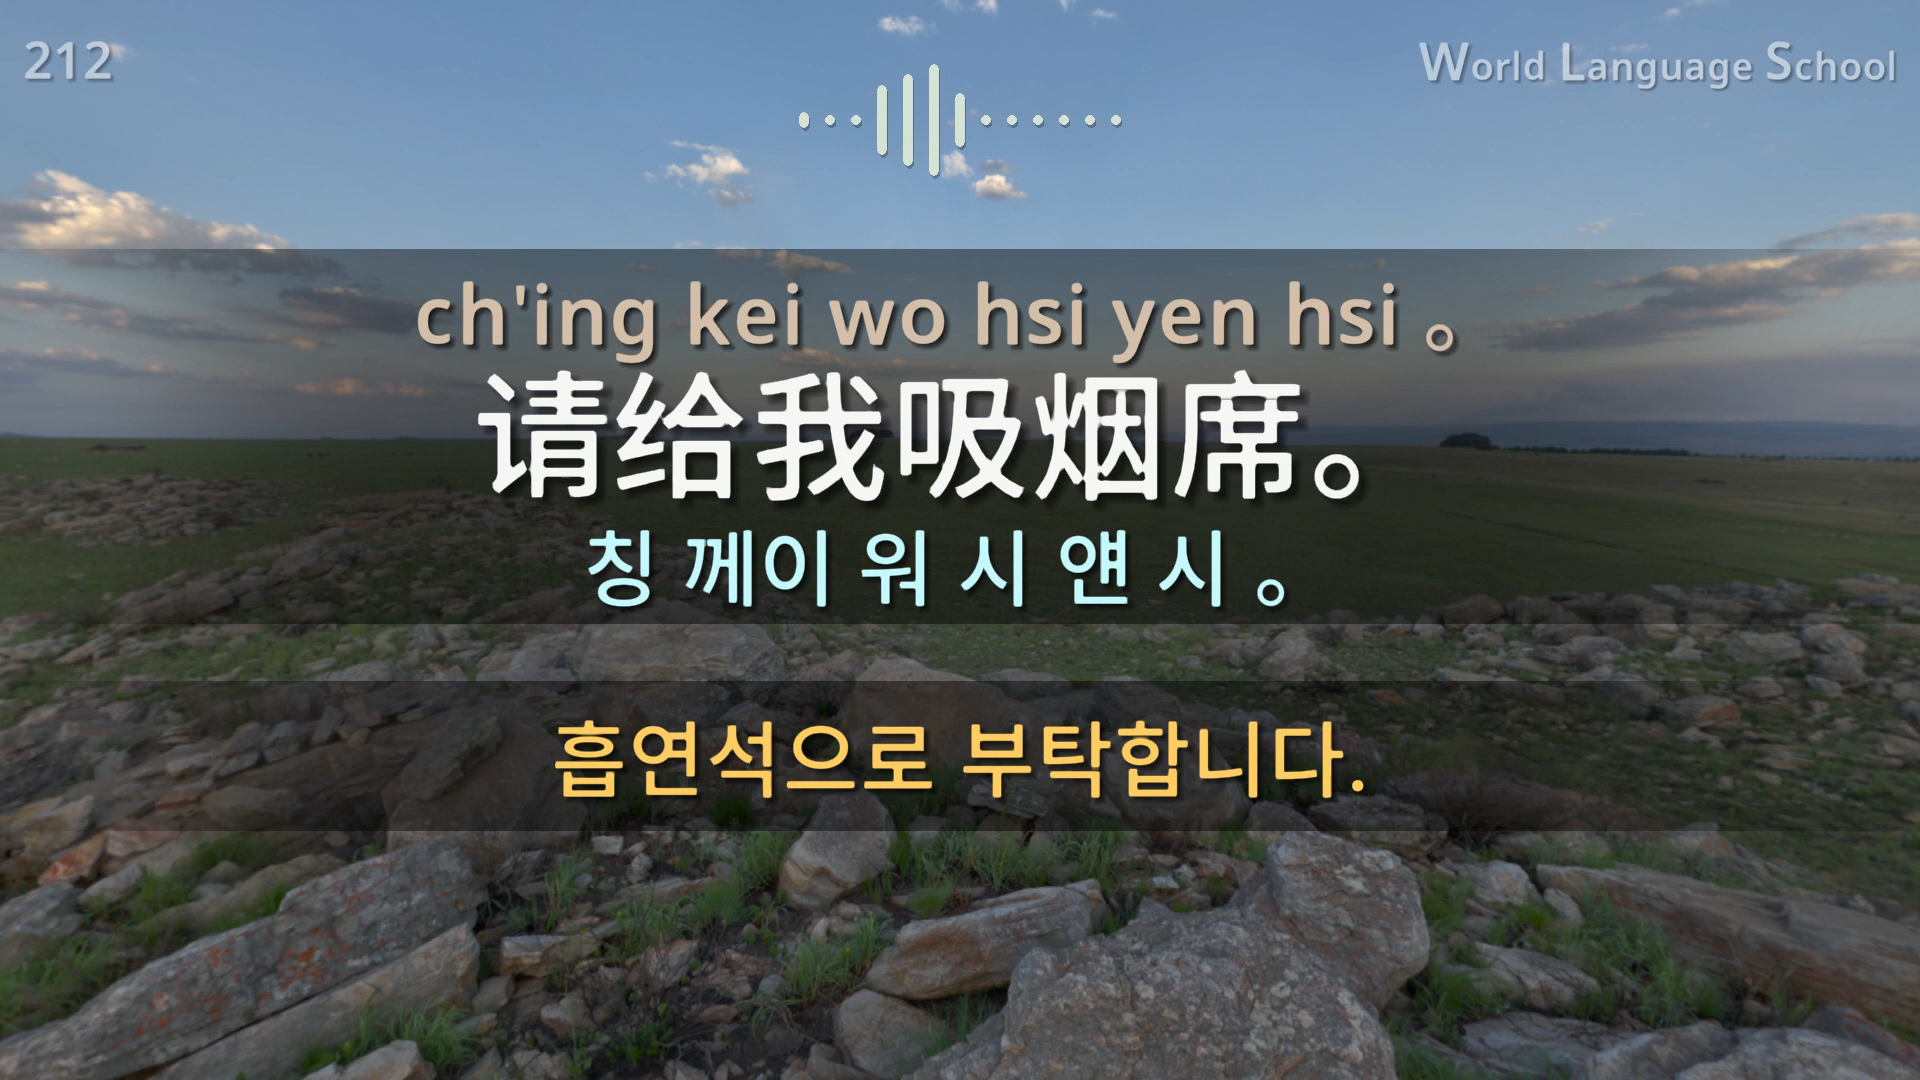 212
World Language School
ch'ing kei wo hsi yen hsi 。
请给我吸烟席。
칭 께이 워 시 얜 시 。
흡연석으로 부탁합니다.